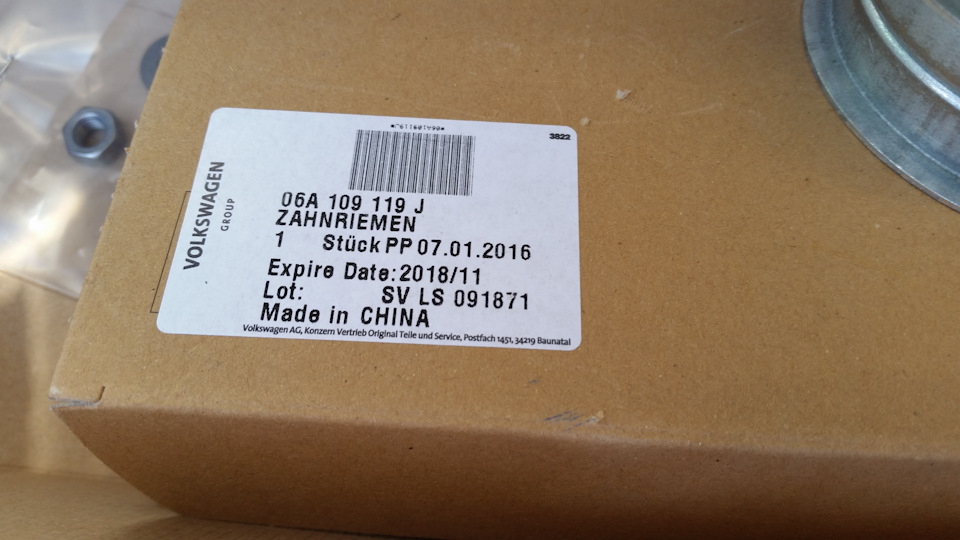 *06A109119J*
3822
VOLKSWAGEN
GROUP
06A 109 119 J
ZAHNRIEMEN
1 Stück PP 07.01.2016
Expire Date: 2018/11
Lot: SV LS 091871
Made in CHINA
Volkswagen AG, Konzern Vertrieb Original Teile und Service, Postfach 1451, 34219 Baunatal